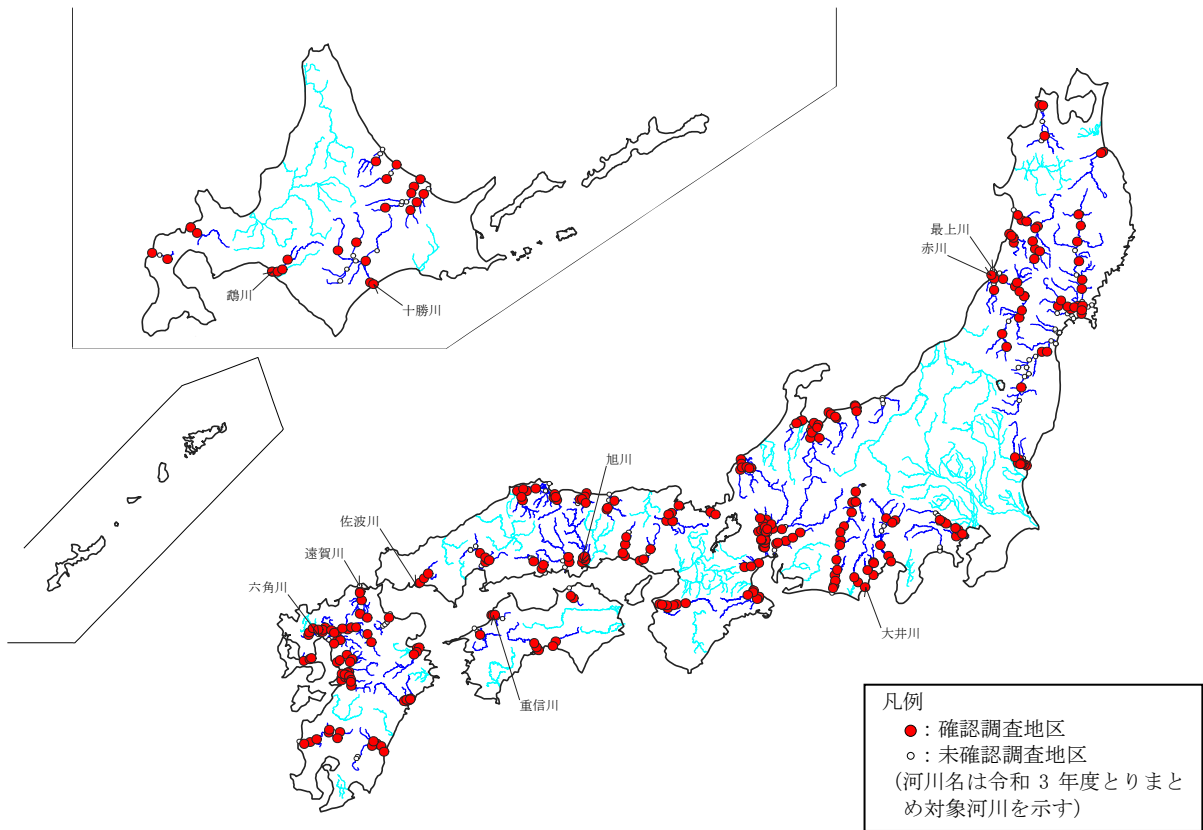 鵡川
十勝川
最上川
赤川
旭川
佐波川
遠賀川
六角川
大井川
重信川
凡例
：確認調査地区
：未確認調査地区
(河川名は令和 3 年度とりまと
め対象河川を示す)